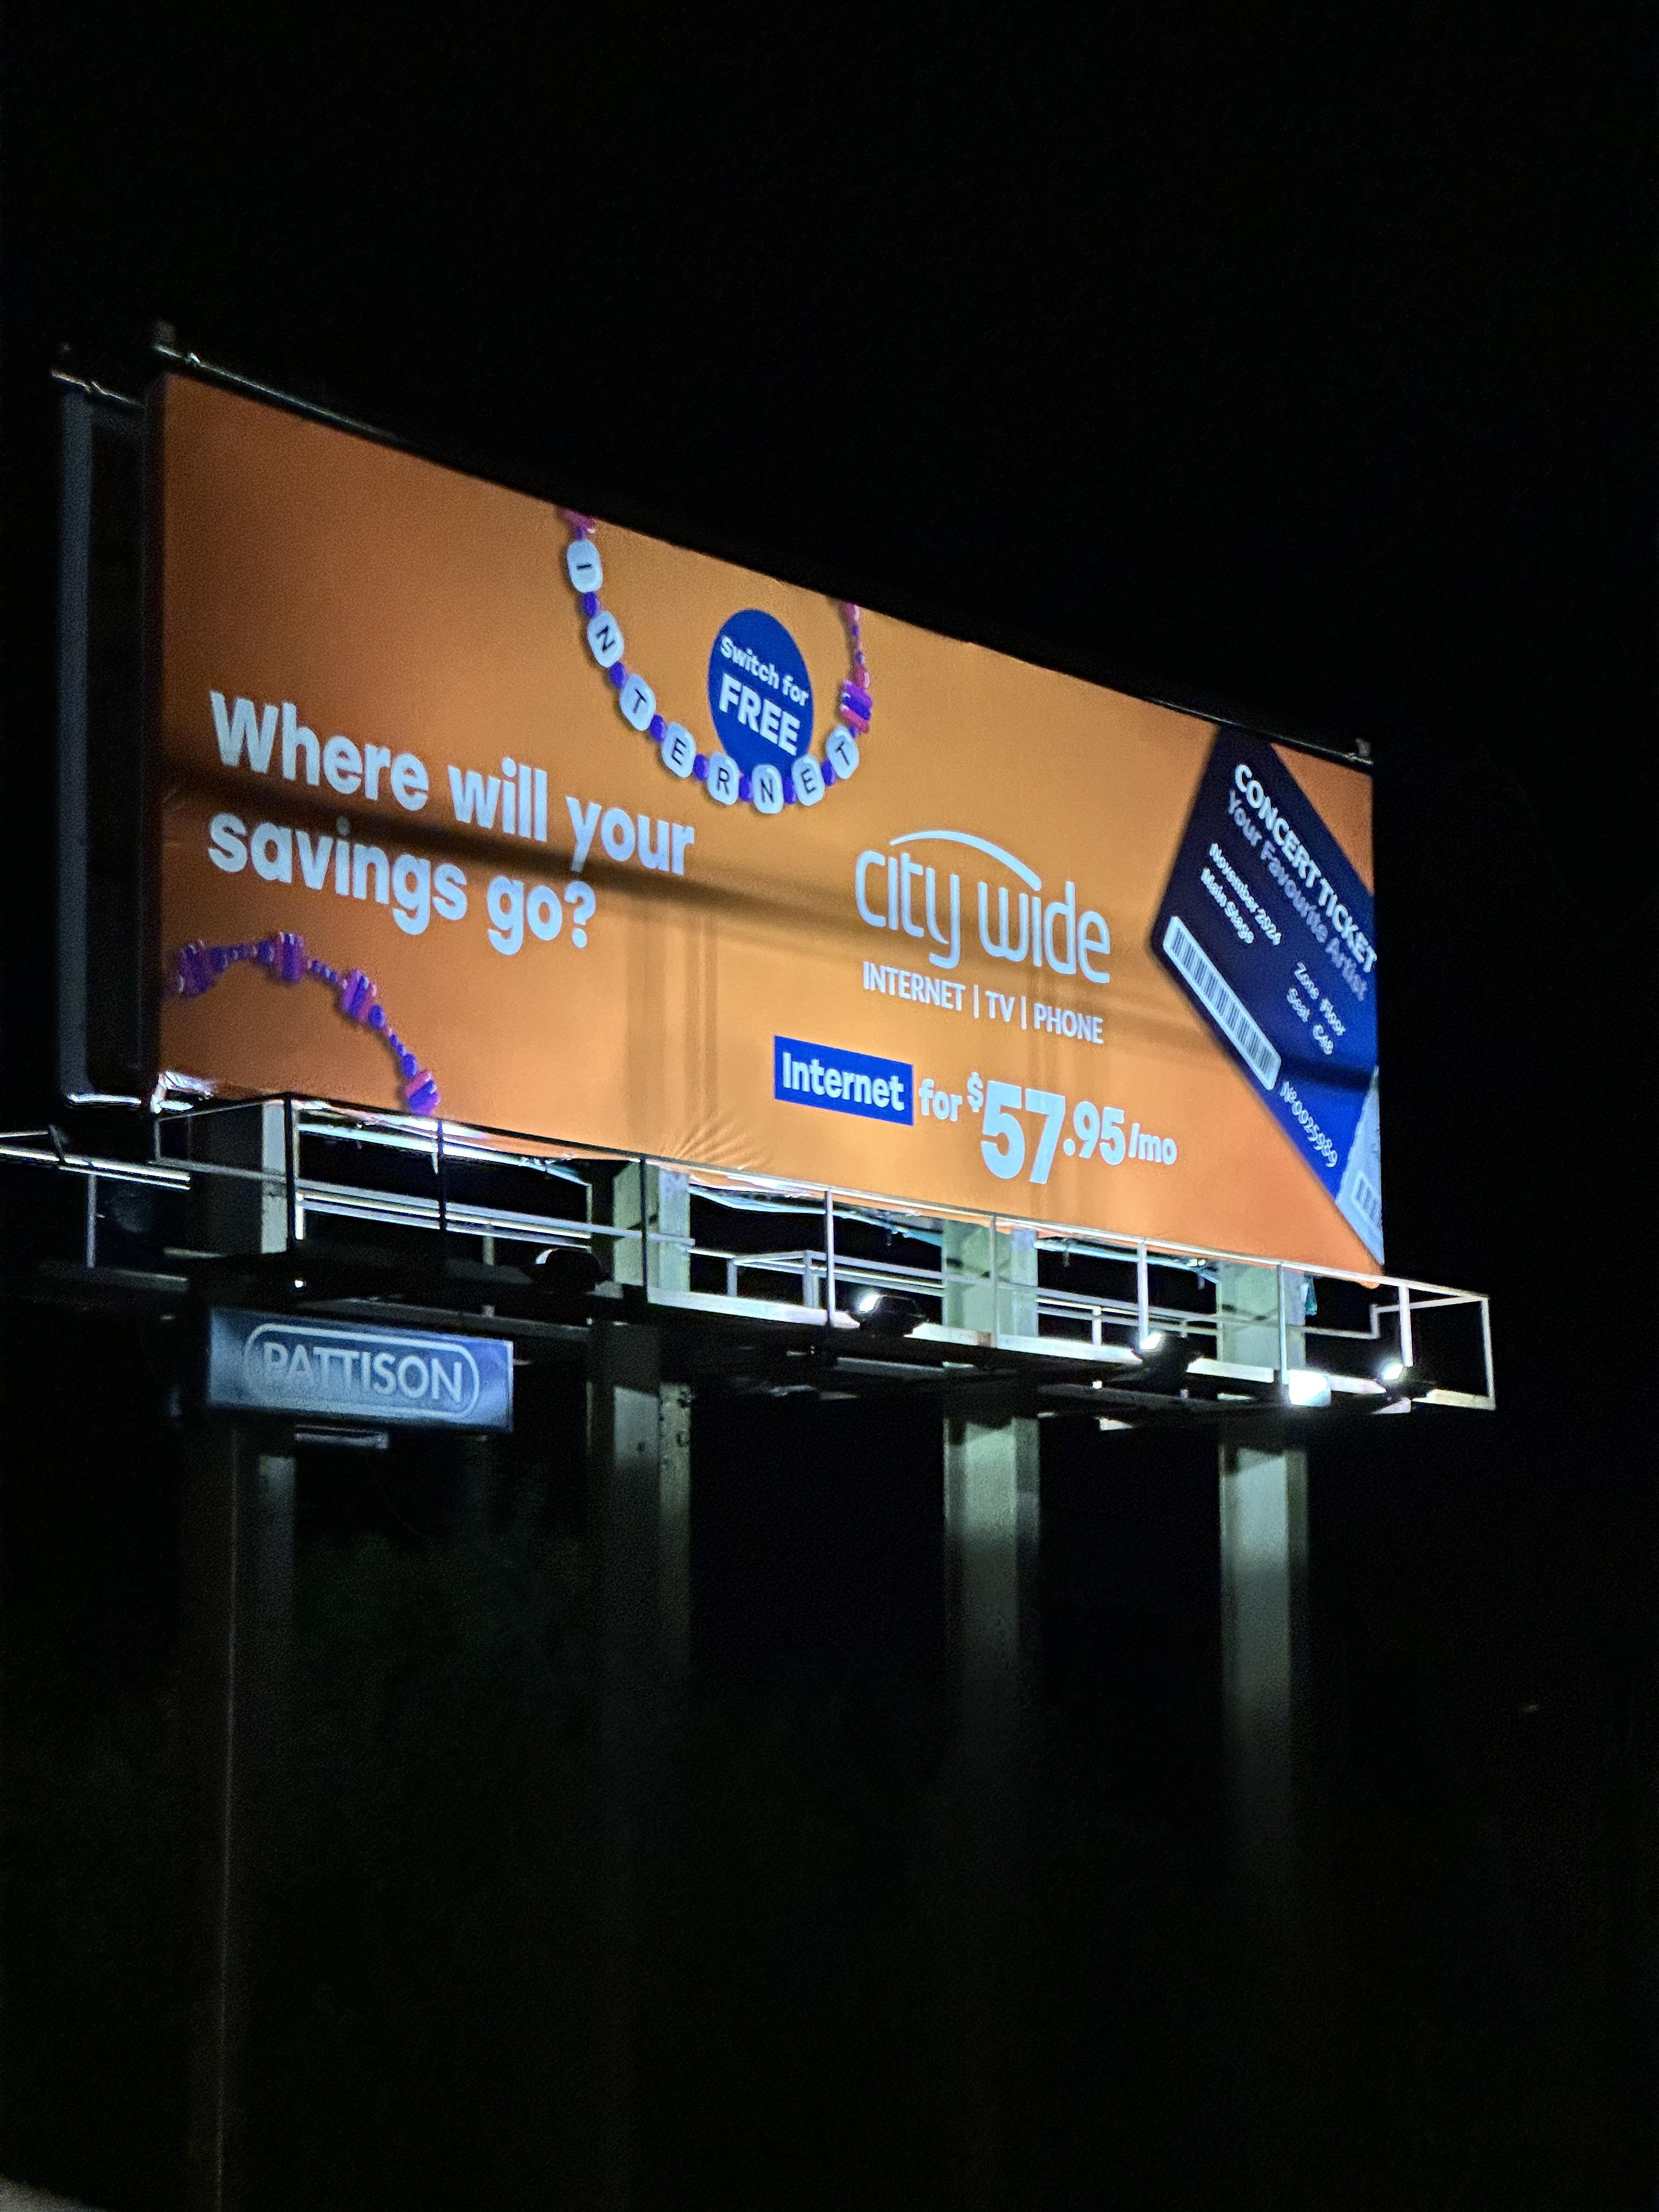 Where will your
savings go?
INTERNET
Switch for
FREE
city wide
INTERNET | TV | PHONE
Internet for $57.95/mo
CONCERT TICKET
Your Favourite Artist
November 2024
Main Stage
Zone Floor
Seat C48
Nº0025989
PATTISON